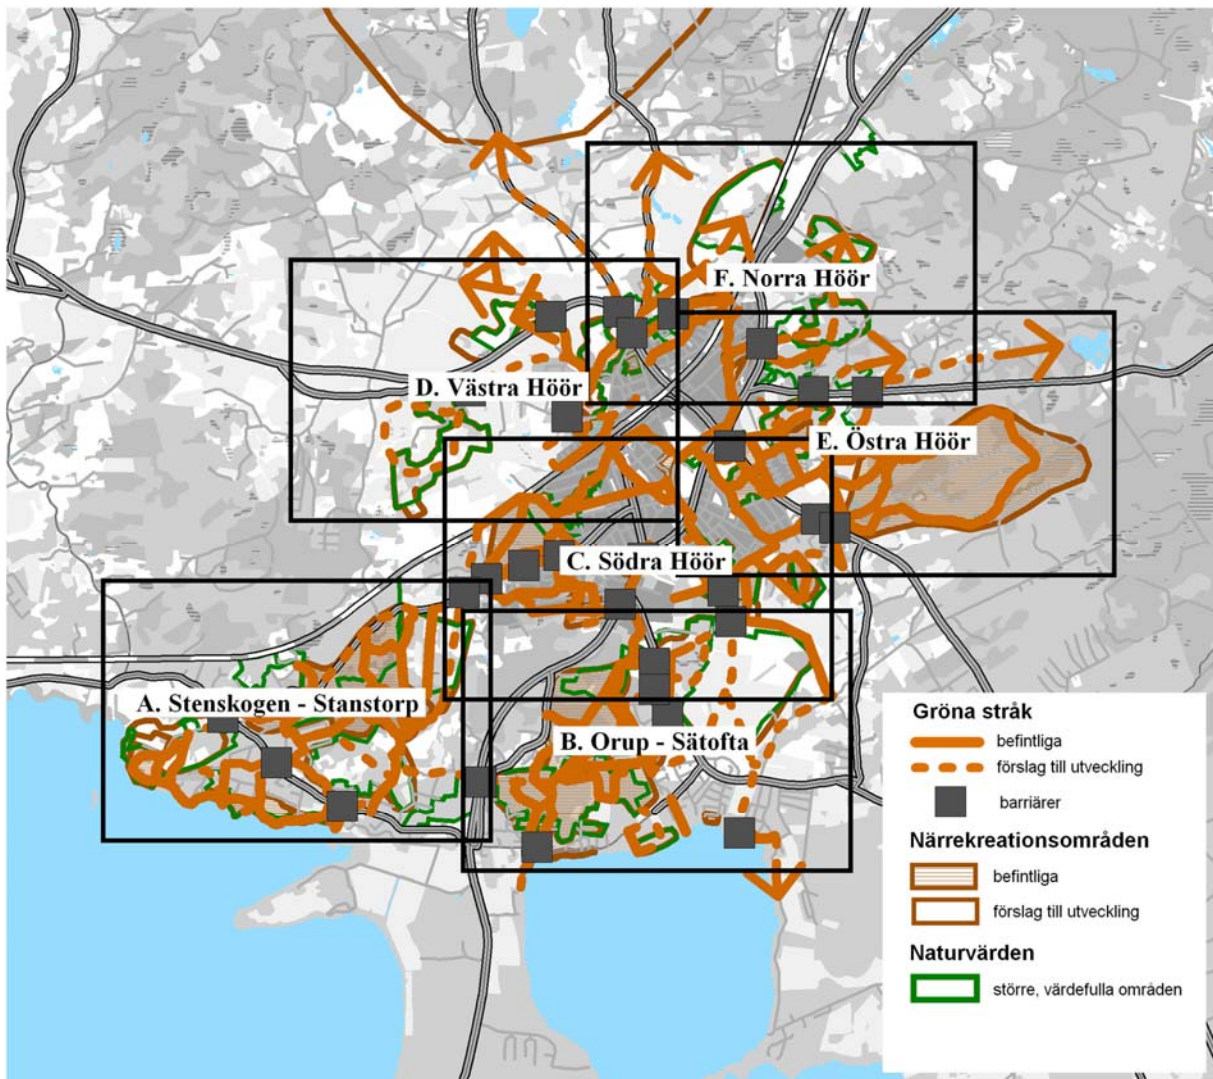 F. Norra Höör
D. Västra Höör
E. Östra Höör
C. Södra Höör
A. Stenskogen - Stanstorp
B. Orup - Sätofta
Gröna stråk
befintliga
förslag till utveckling
barriärer
Närrekreationsområden
befintliga
förslag till utveckling
Naturvärden
större, värdefulla områden